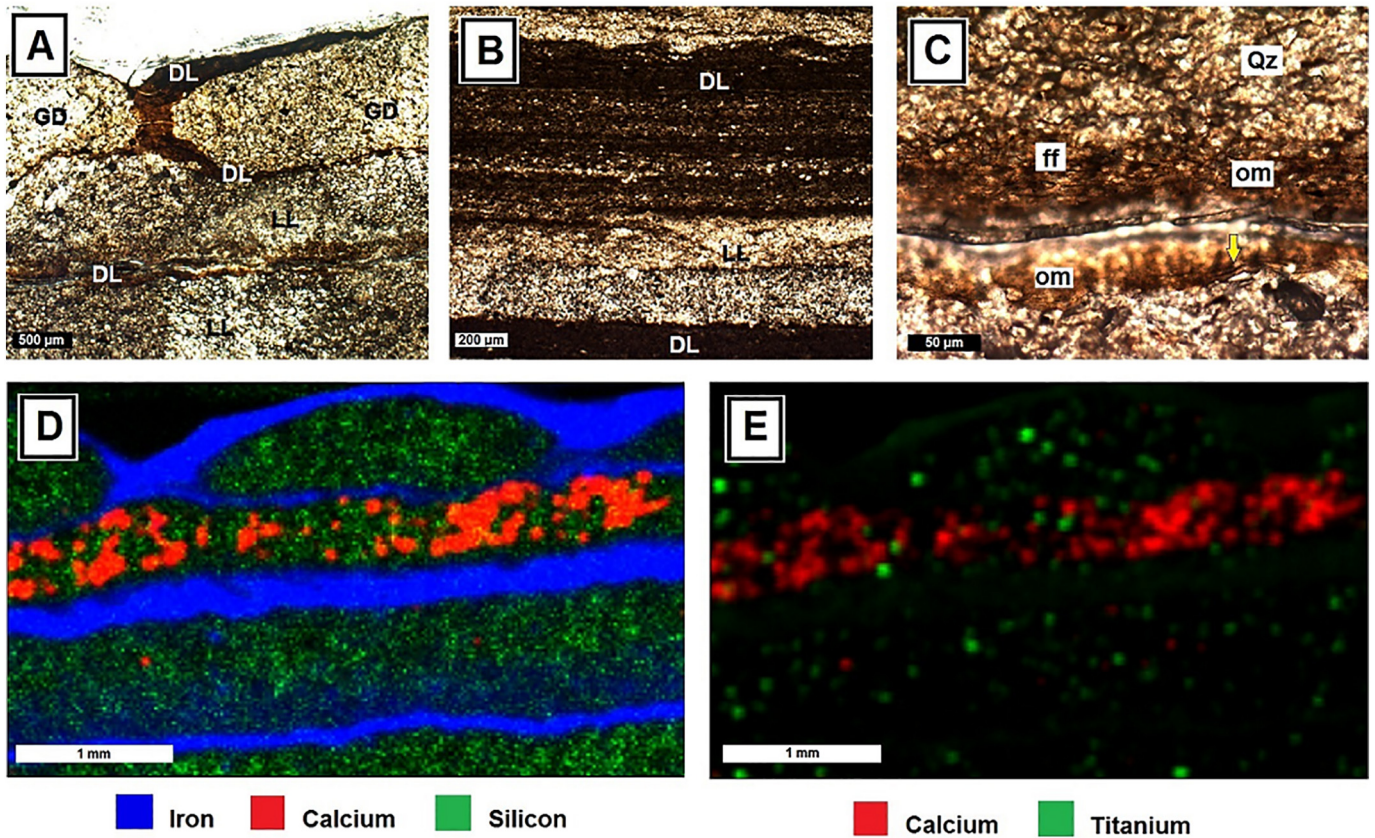 A
DL
GD
GD
DL
LL
DL
LL
500 µm
B
DL
LL
200 µm
DL
C
Qz
ff
om
om
50 µm
D
1 mm
E
1 mm
Iron
Calcium
Silicon
Calcium
Titanium